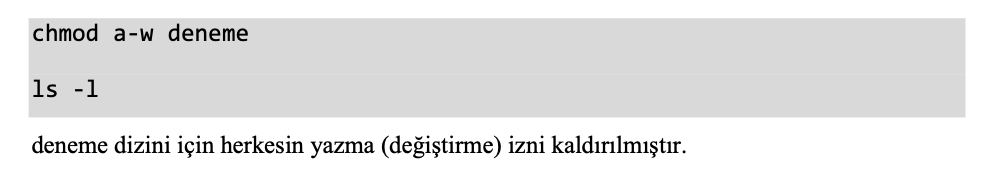 chmod a-w deneme
ls -l
deneme dizini için herkesin yazma (değiştirme) izni kaldırılmıştır.